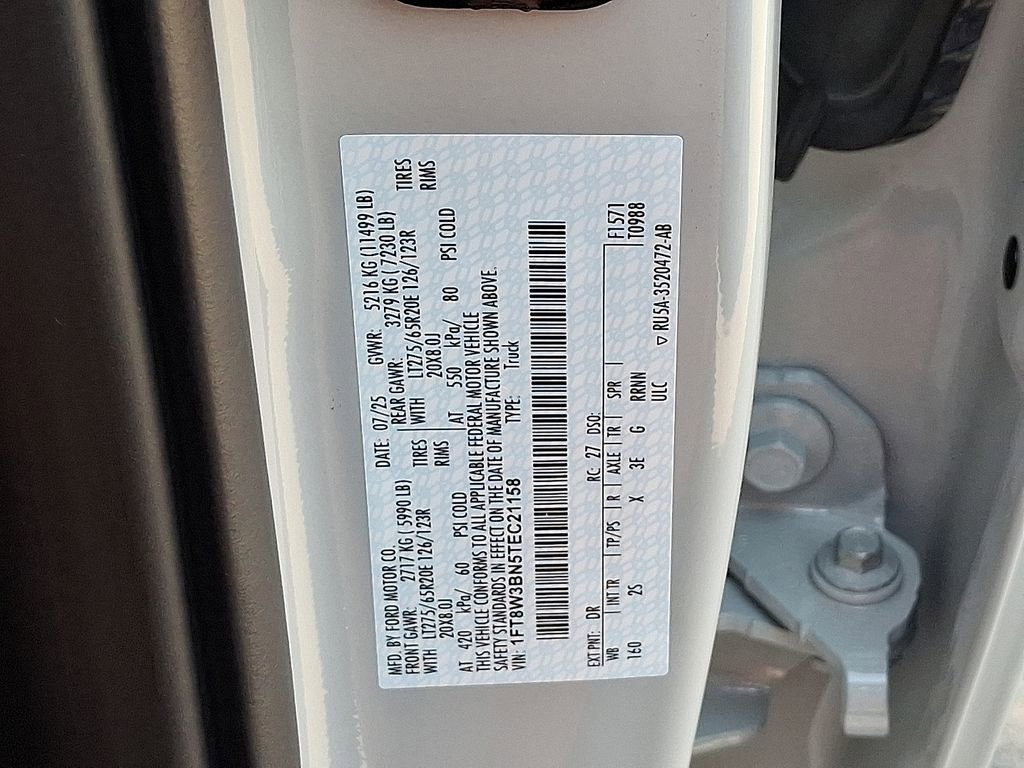 MFD. BY FORD MOTOR CO.
DATE: 07/25 GVWR: 5216 KG (11499 LB)
FRONT GAWR: 2717 KG (5990 LB) REAR GAWR: 3279 KG (7230 LB)
WITH LT275/65R20E 126/123R TIRES WITH LT275/65R20E 126/123R TIRES
20X8.0J RIMS 20X8.0J RIMS
AT 420 kPa/ 60 PSI COLD AT 550 kPa/ 80 PSI COLD
THIS VEHICLE CONFORMS TO ALL APPLICABLE FEDERAL MOTOR VEHICLE
SAFETY STANDARDS IN EFFECT ON THE DATE OF MANUFACTURE SHOWN ABOVE.
VIN: 1FT8W3BN5TEC21158 TYPE: Truck
EXT PNT: DR RC: 27 DSO:
WB INT TR TP/PS R AXLE TR SPR F1571
160 2S X 3E G RRNN T0988
ULC
▽ RU5A-3520472-AB